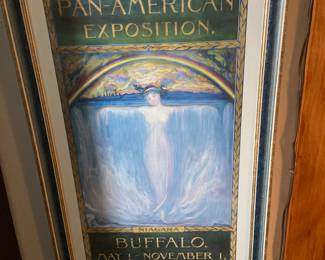 PAN-AMERICAN
EXPOSITION.
NIAGARA
BUFFALO,
MAY 1 - NOVEMBER 1,